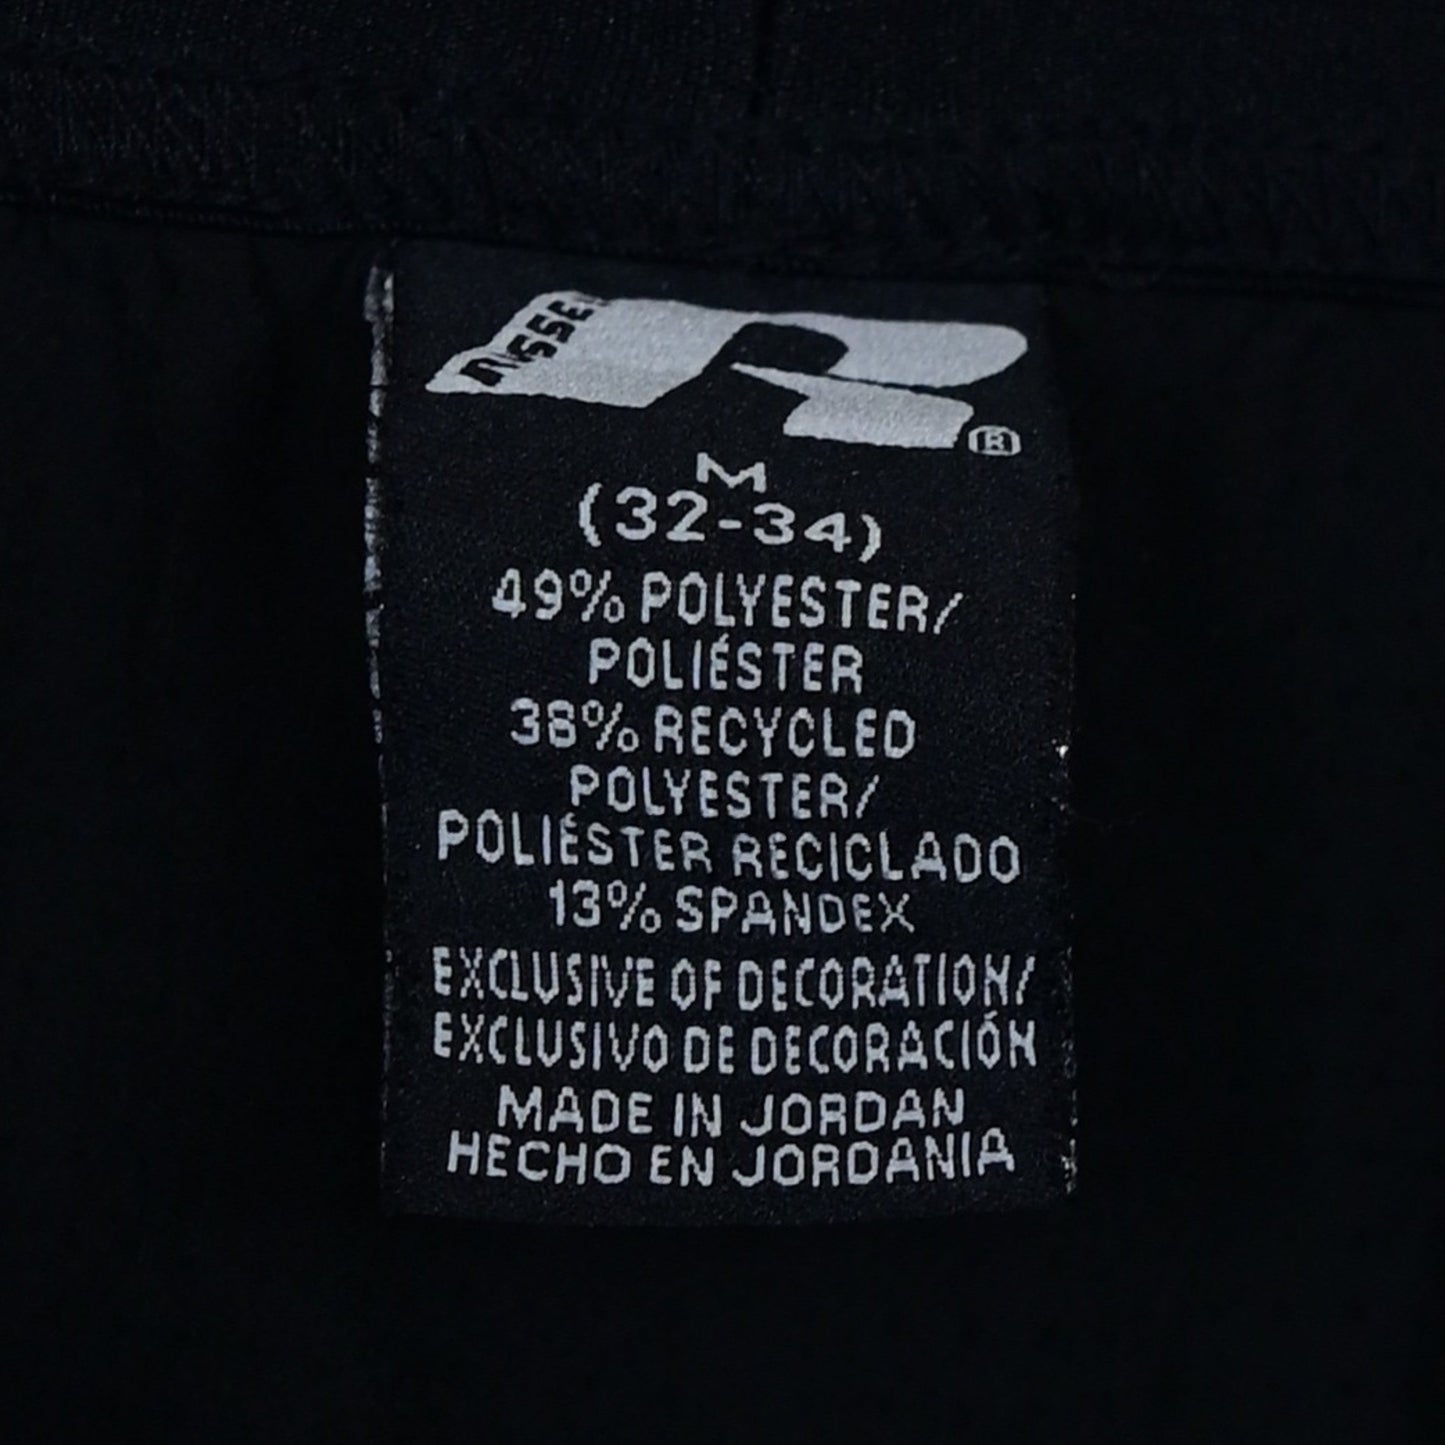 RUSSELL
®
M
(32-34)
49% POLYESTER/
POLIÉSTER
38% RECYCLED
POLYESTER/
POLIÉSTER RECICLADO
13% SPANDEX
EXCLUSIVE OF DECORATION/
EXCLUSIVO DE DECORACIÓN
MADE IN JORDAN
HECHO EN JORDANIA